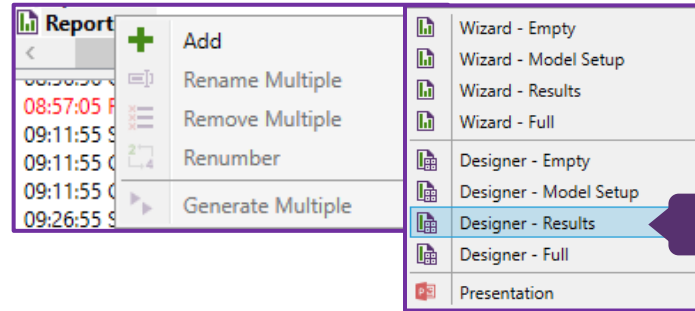 Report
Add
Rename Multiple
Remove Multiple
Renumber
Generate Multiple
08:57:05
09:11:55
09:11:55
09:11:55
09:26:55
Wizard - Empty
Wizard - Model Setup
Wizard - Results
Wizard - Full
Designer - Empty
Designer - Model Setup
Designer - Results
Designer - Full
Presentation